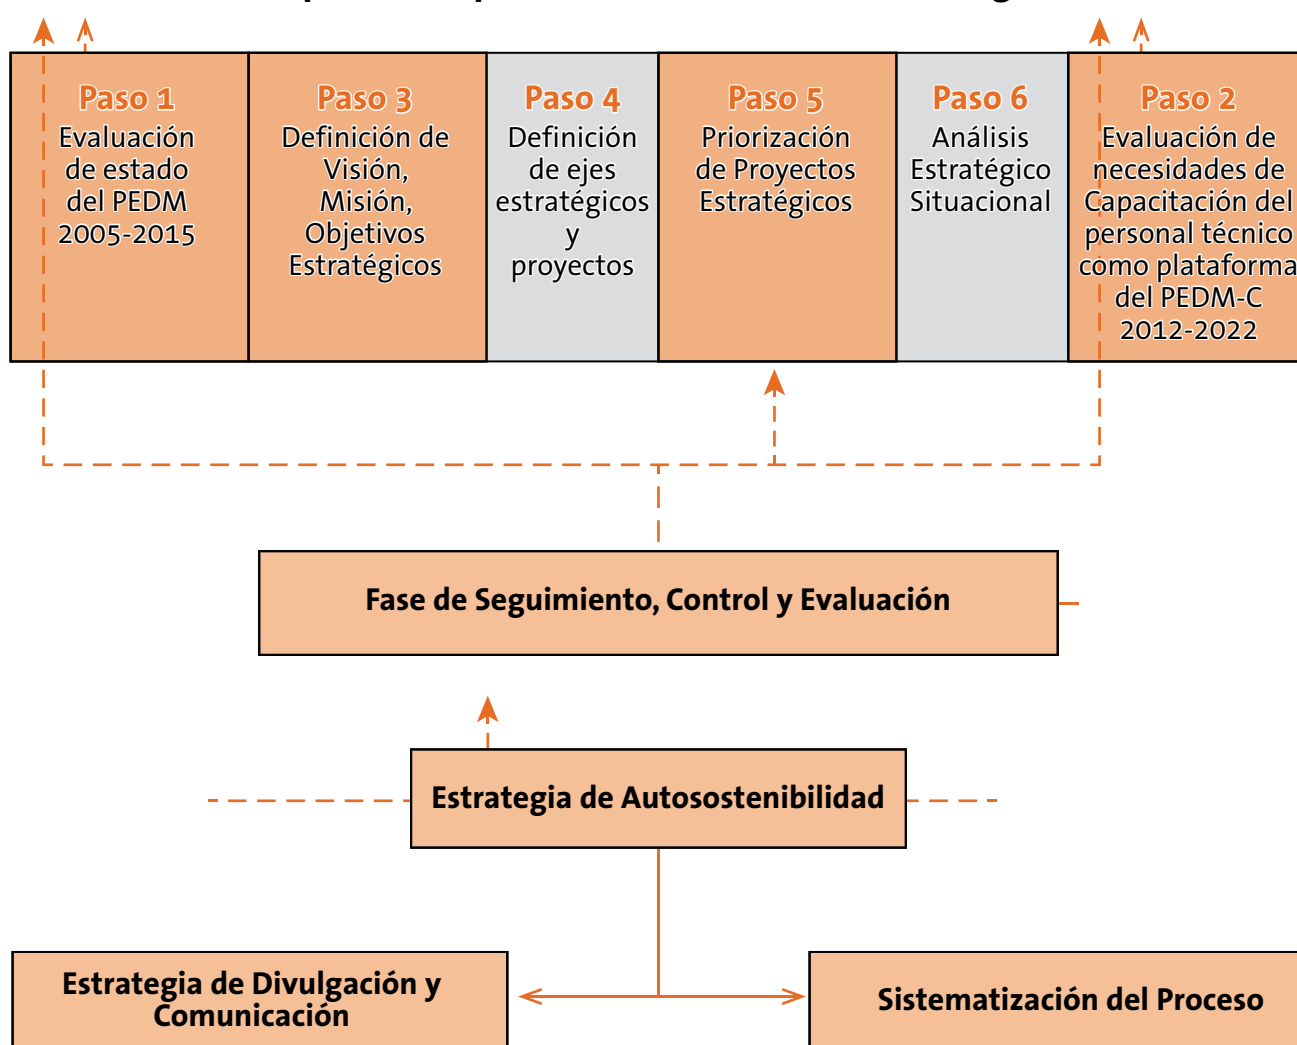 Paso 1
Evaluación
de estado
del PEDM
2005-2015
Paso 3
Definición de
Visión,
Misión,
Objetivos
Estratégicos
Paso 4
Definición
de ejes
estratégicos
y
proyectos
Paso 5
Priorización
de Proyectos
Estratégicos
Paso 6
Análisis
Estratégico
Situacional
Paso 2
Evaluación de
necesidades de
Capacitación del
personal técnico
como plataforma
del PEDM-C
2012-2022
Fase de Seguimiento, Control y Evaluación
Estrategia de Autosostenibilidad
Estrategia de Divulgación y
Comunicación
Sistematización del Proceso